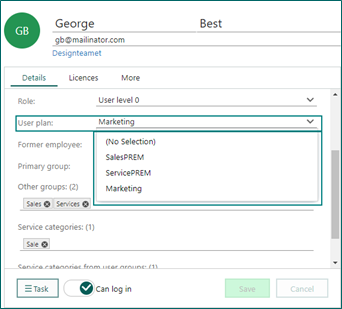 GB
George Best
gb@mailinator.com
Designteamet
Details Licences More
Role: User level 0
User plan: Marketing
Former employee:
(No Selection)
SalesPREM
Primary group:
ServicePREM
Other groups: (2)
Marketing
Sales Services
Service categories: (1)
Sale
Service categories from user groups: (1)
Task Can log in Save Cancel